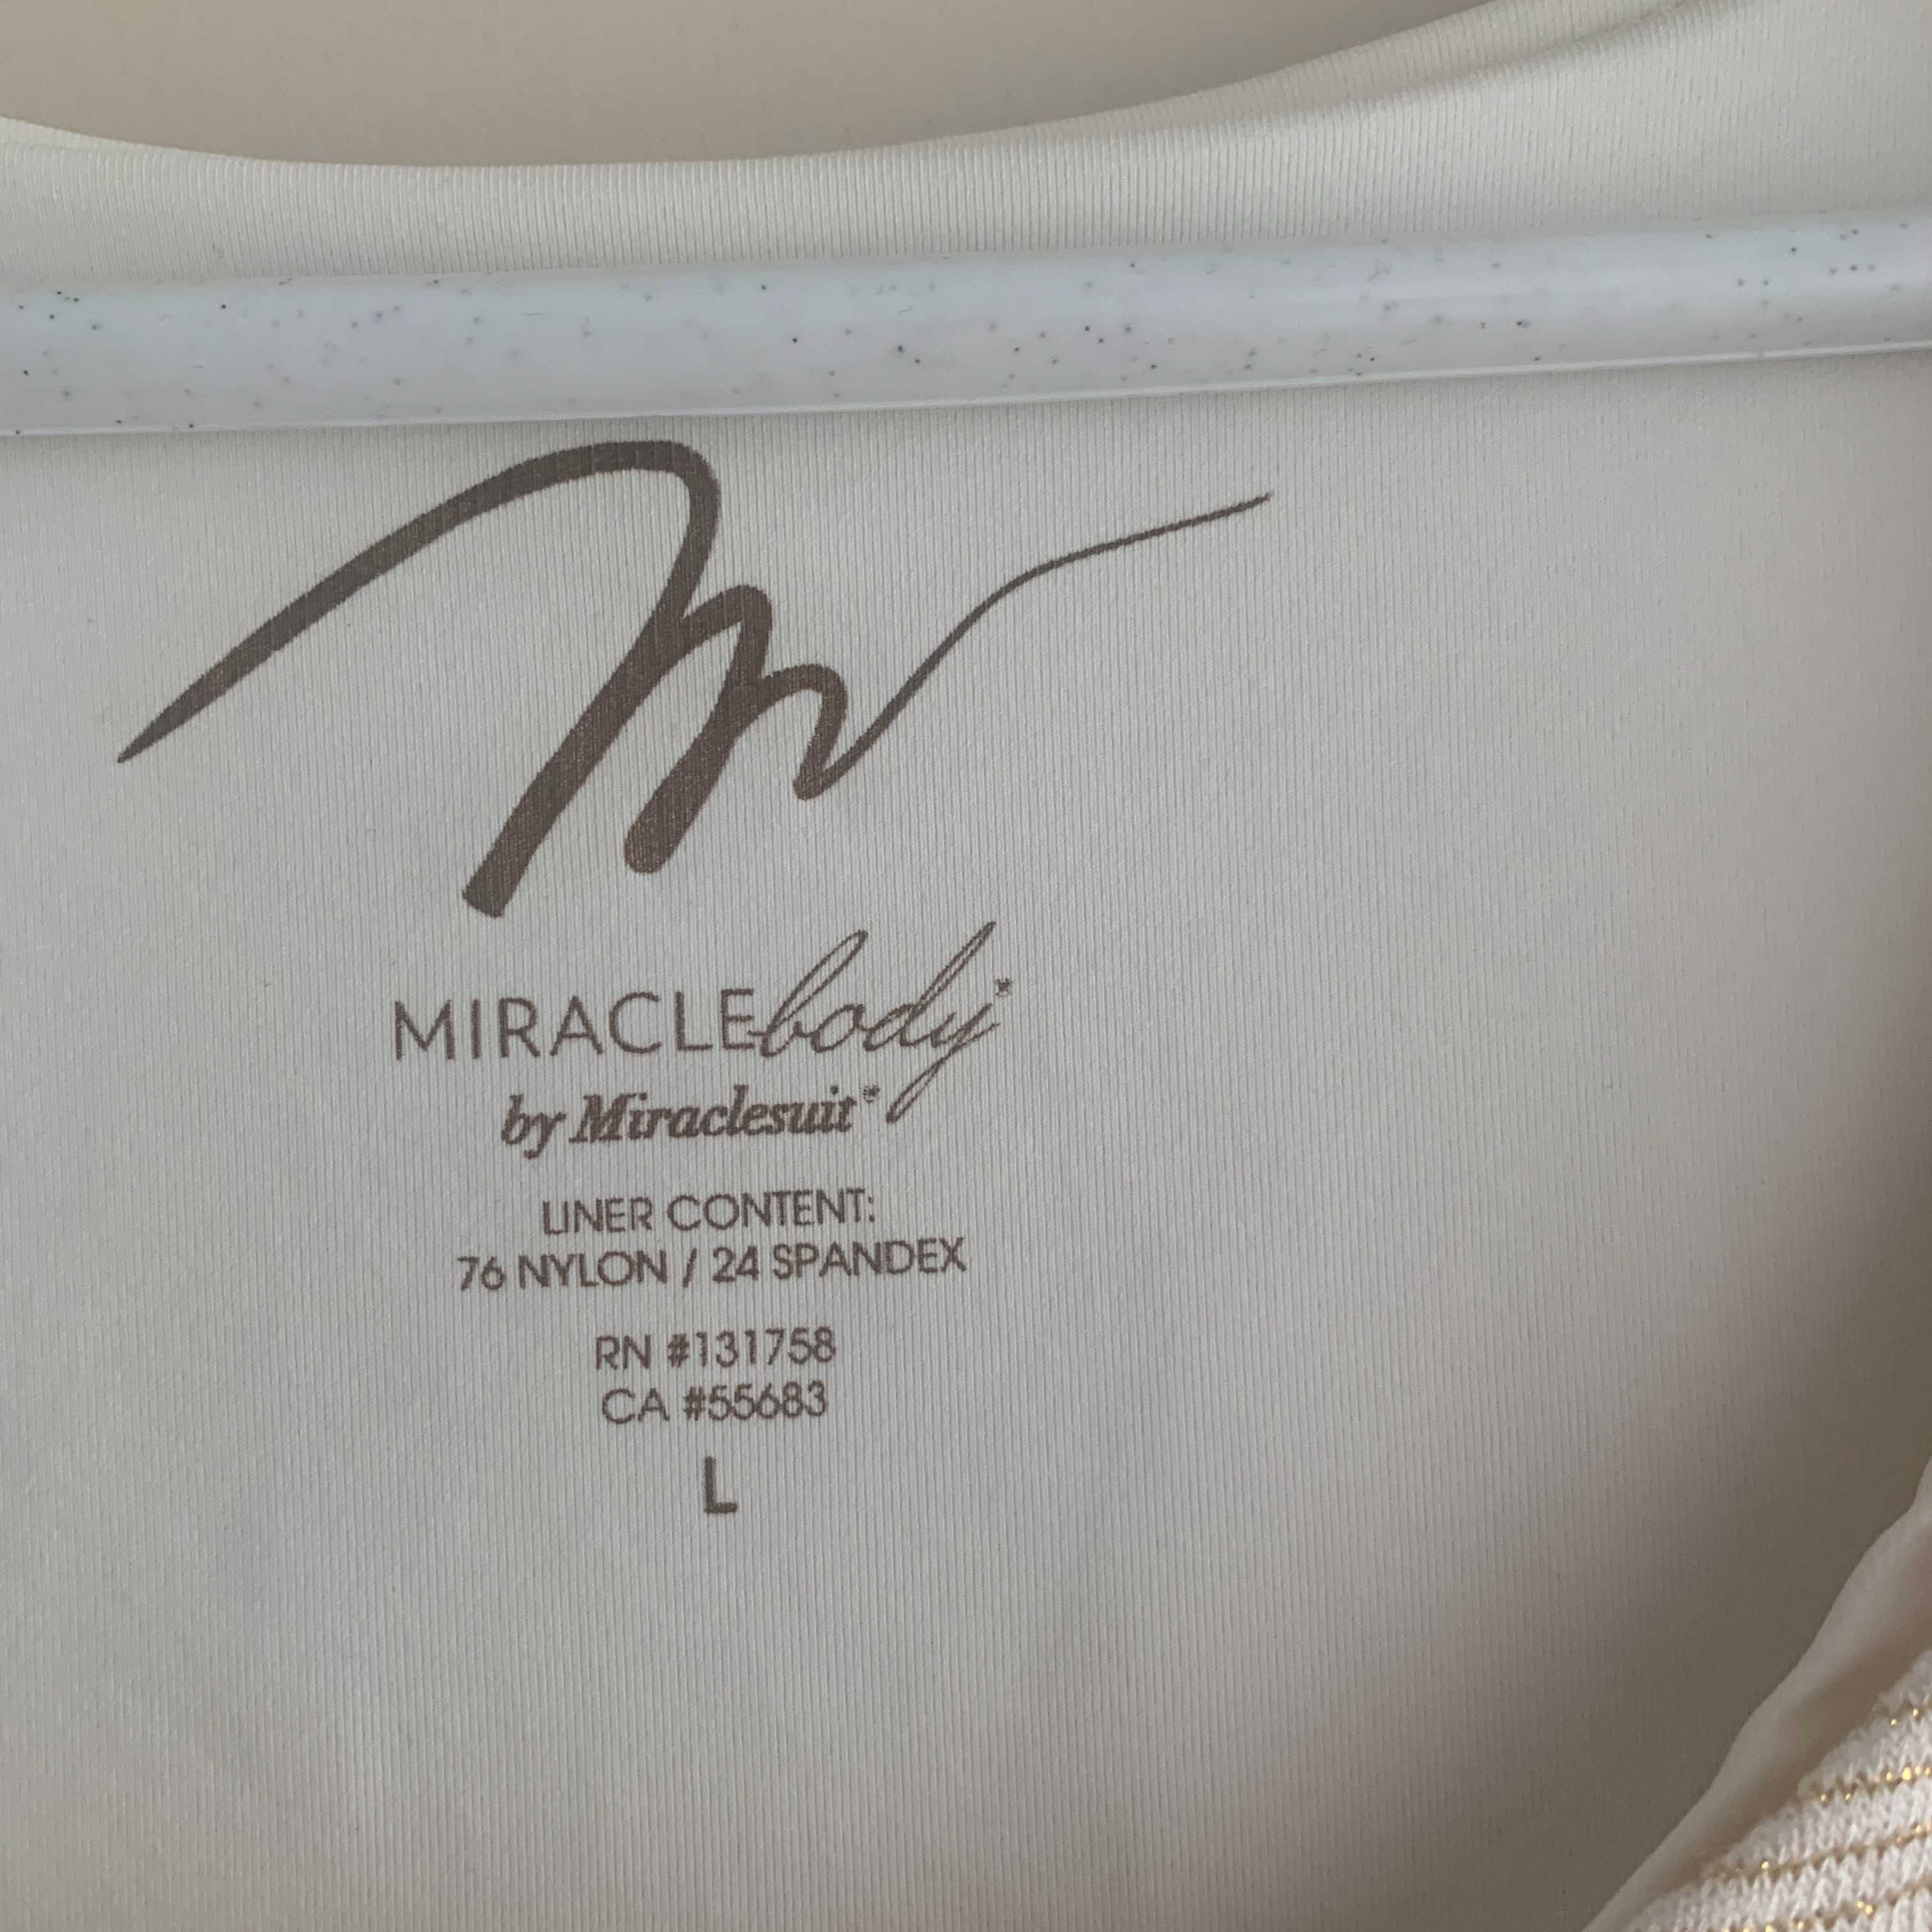 M
MIRACLEbody®
by Miraclesuit®
LINER CONTENT:
76 NYLON / 24 SPANDEX
RN #131758
CA #55683
L